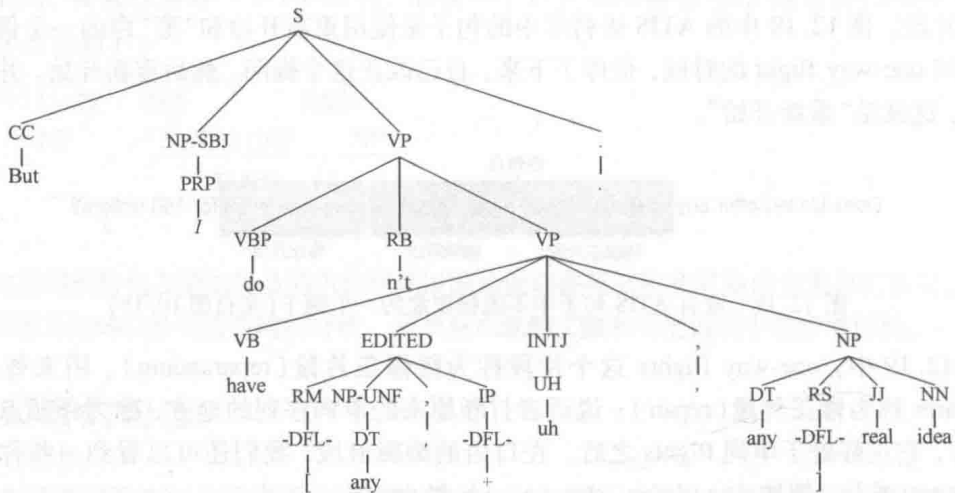 S
CC NP-SBJ VP .
But PRP .
I
VBP RB VP
do n't
VB EDITED INTJ , NP
have UH ,
RM NP-UNF , IP DT RS JJ NN
uh
-DFL- DT , -DFL- any -DFL- real idea
[ any + ]